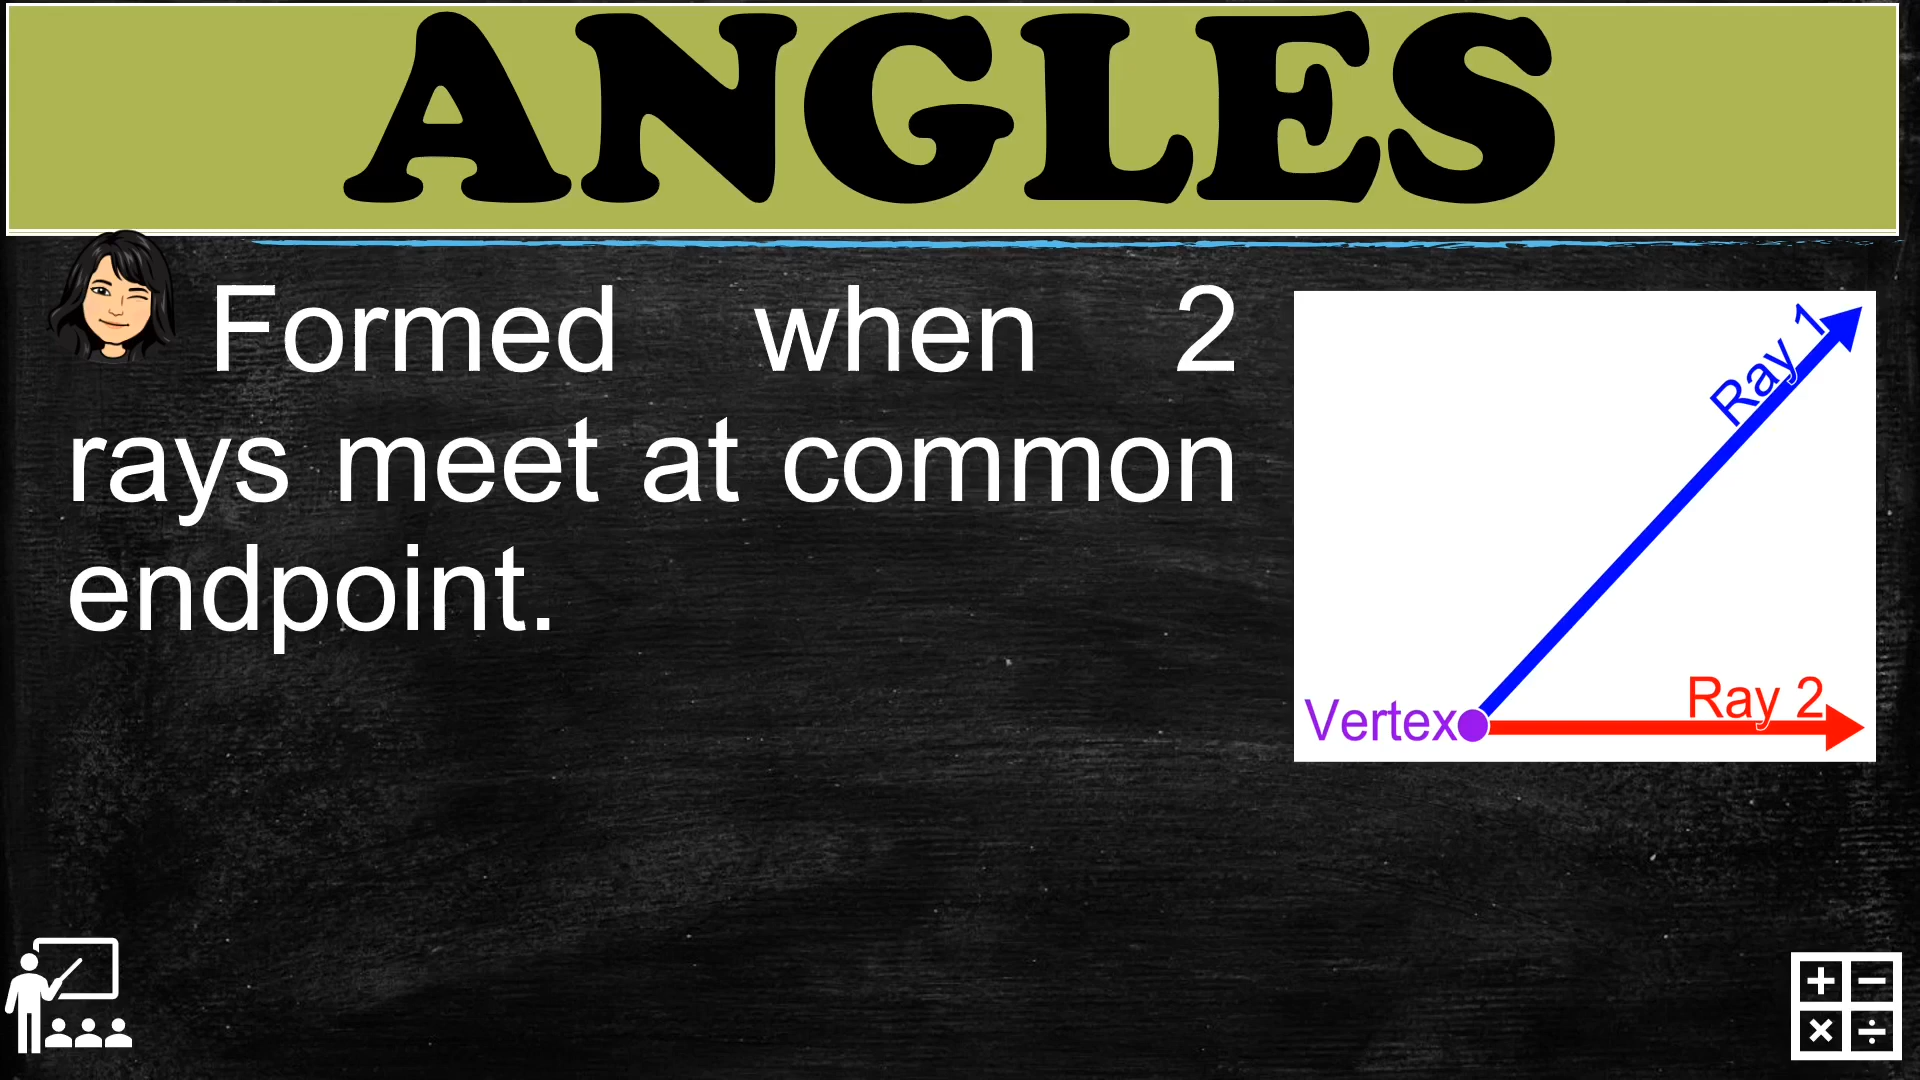 ANGLES
Formed when 2
rays meet at common
endpoint.
Ray 1
Ray 2
Vertex